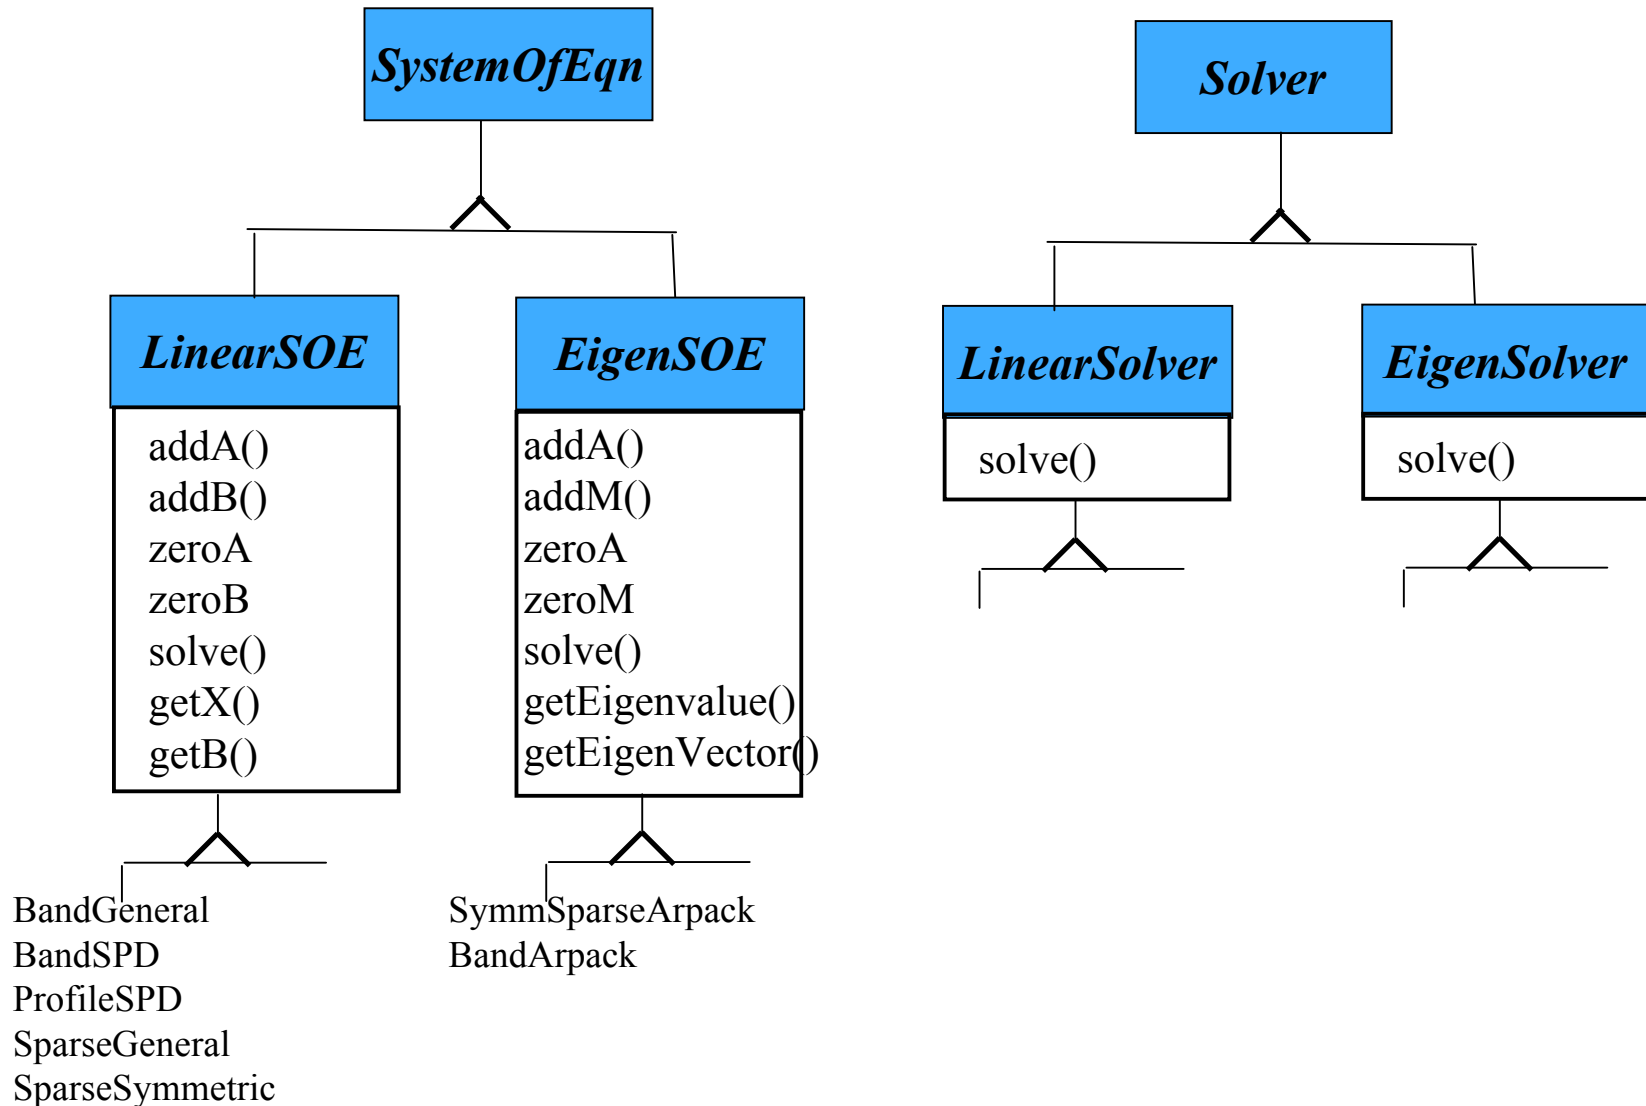 SystemOfEqn
Solver
LinearSOE
EigenSOE
LinearSolver
EigenSolver
addA()
addB()
zeroA
zeroB
solve()
getX()
getB()
addA()
addM()
zeroA
zeroM
solve()
getEigenvalue()
getEigenVector()
solve()
solve()
BandGeneral
BandSPD
ProfileSPD
SparseGeneral
SparseSymmetric
SymmSparseArpack
BandArpack